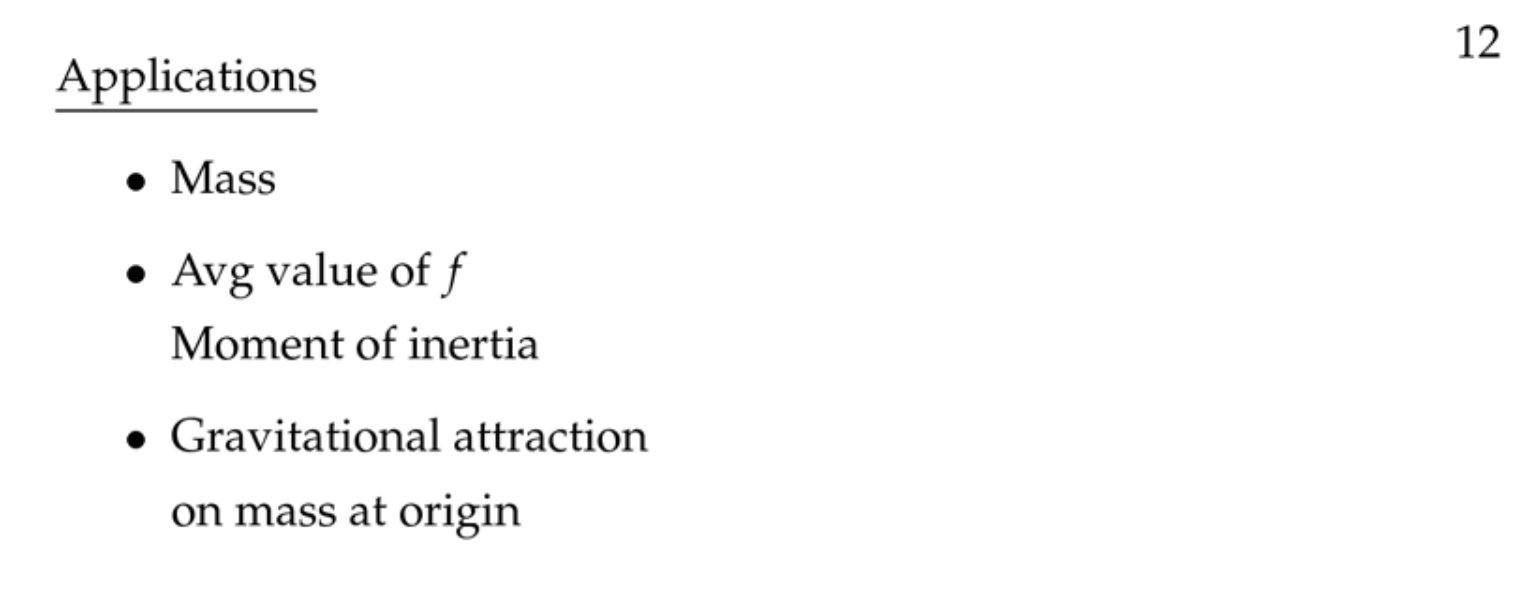 12
Applications
• Mass
• Avg value of f
Moment of inertia
• Gravitational attraction
on mass at origin